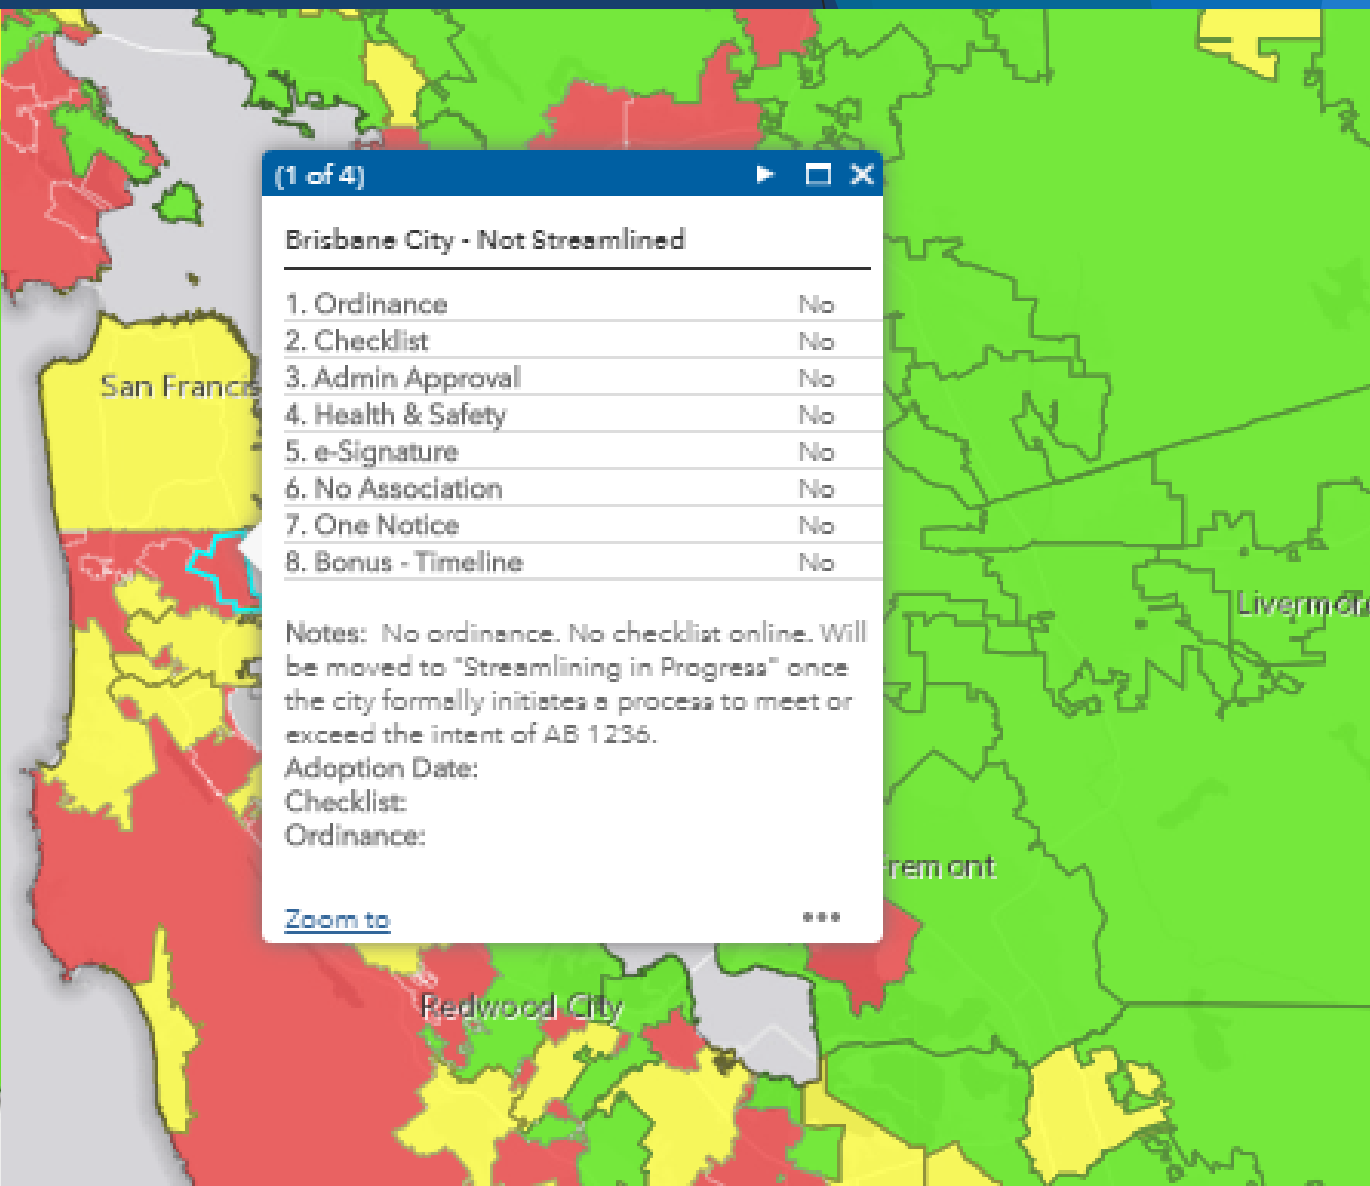 (1 of 4)
Brisbane City - Not Streamlined
1. Ordinance No
2. Checklist No
3. Admin Approval No
4. Health & Safety No
5. e-Signature No
6. No Association No
7. One Notice No
8. Bonus - Timeline No
Notes: No ordinance. No checklist online. Will
be moved to "Streamlining in Progress" once
the city formally initiates a process to meet or
exceed the intent of AB 1236.
Adoption Date:
Checklist:
Ordinance:
Zoom to
San Francis
Livermore
remont
Redwood City